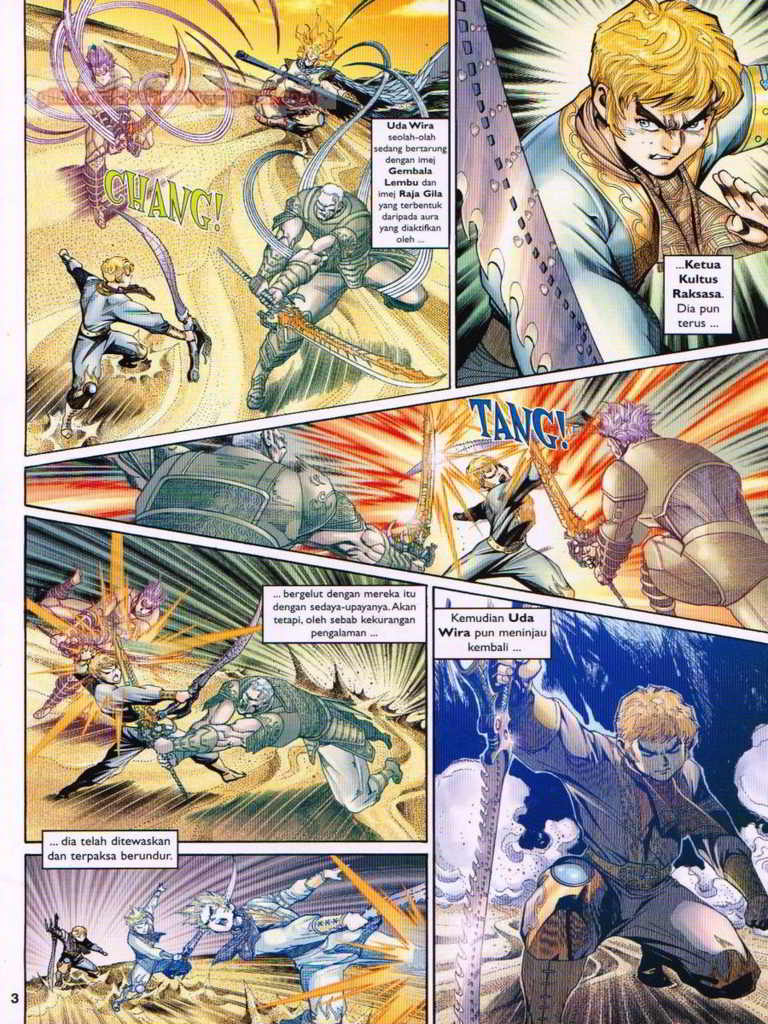 Uda Wira
seolah-olah
sedang bertarung
dengan imej
Gembala
Lembu dan
imej Raja Gila
yang terbentuk
daripada aura
yang diaktifkan
oleh ...
CHANG!
...Ketua
Kultus
Raksasa.
Dia pun
terus ...
TANG!
... bergelut dengan mereka itu
dengan sedaya-upayanya. Akan
tetapi, oleh sebab kekurangan
pengalaman ...
Kemudian Uda
Wira pun meninjau
kembali ...
... dia telah ditewaskan
dan terpaksa berundur.
3